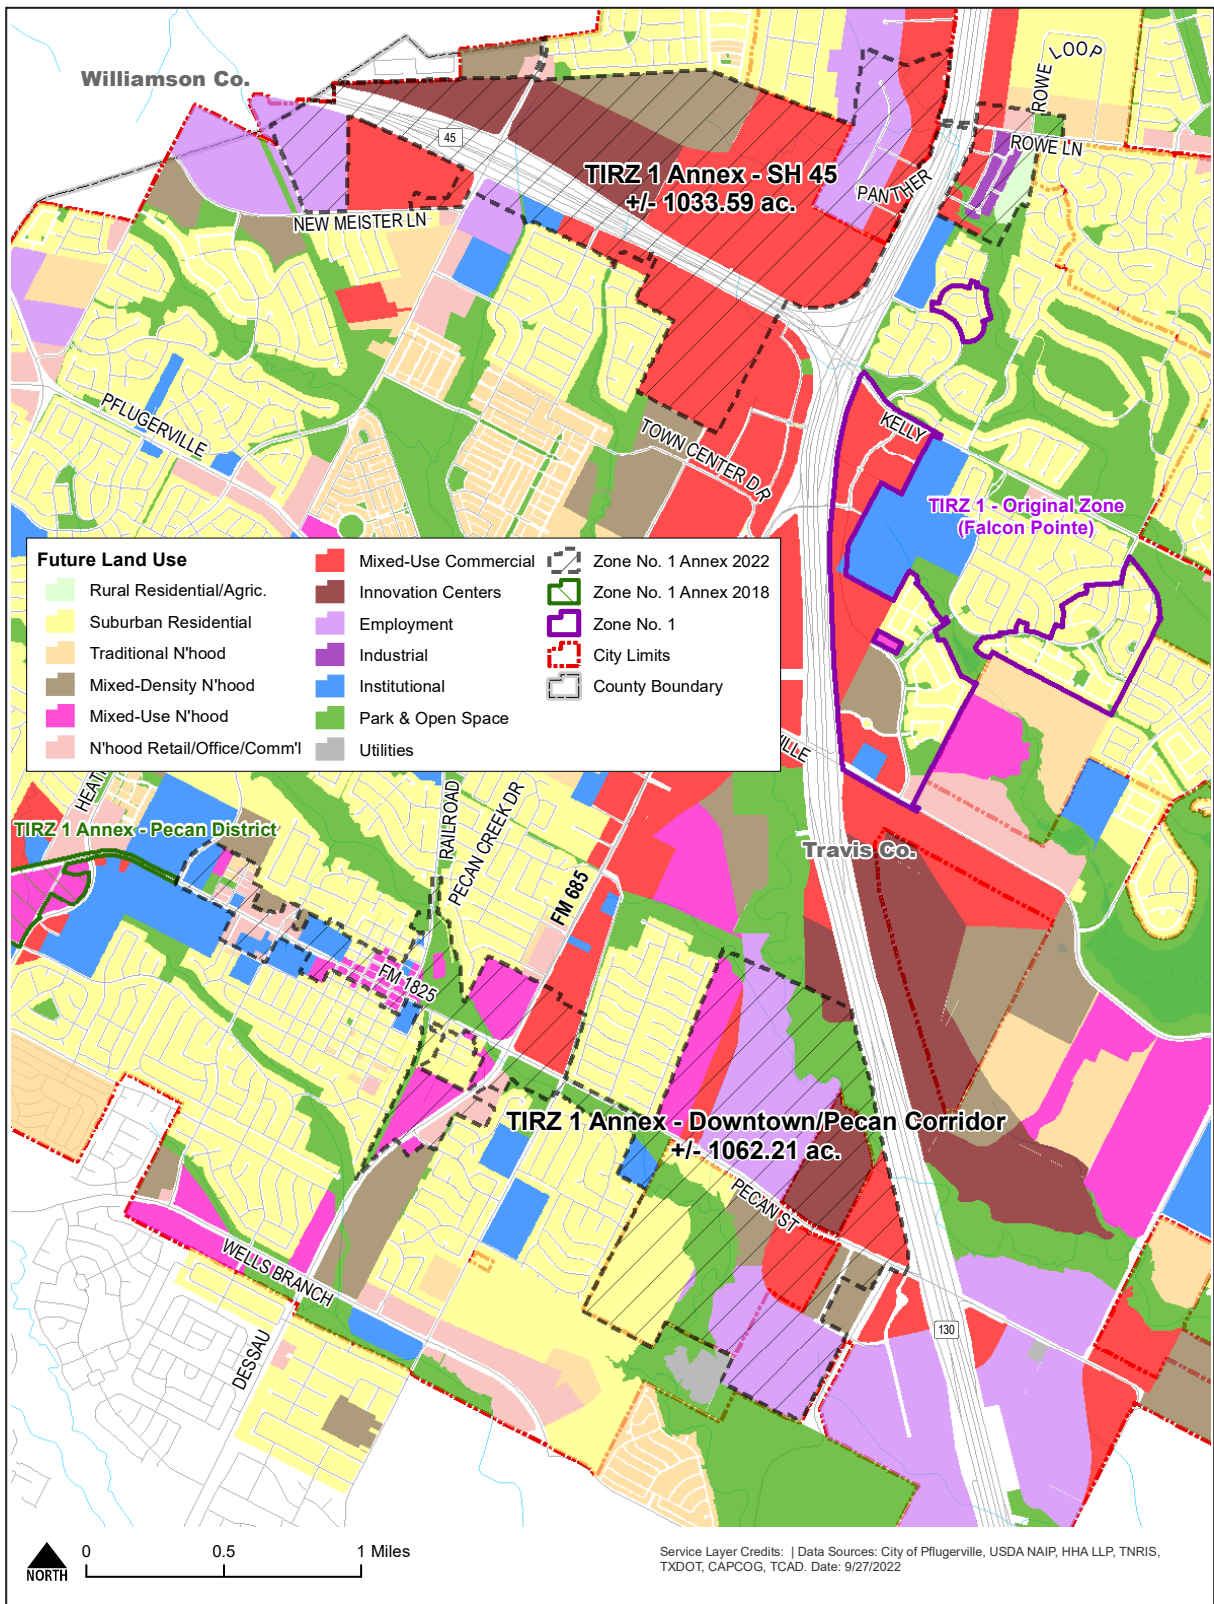 Williamson Co.
45
ROWE LOOP
ROWE LN
PANTHER
TIRZ 1 Annex - SH 45
+/- 1033.59 ac.
NEW MEISTER LN
PFLUGERVILLE
TOWN CENTER DR
KELLY
TIRZ 1 - Original Zone
(Falcon Pointe)
Future Land Use
Rural Residential/Agric.
Suburban Residential
Traditional N'hood
Mixed-Density N'hood
Mixed-Use N'hood
N'hood Retail/Office/Comm'l
Mixed-Use Commercial
Innovation Centers
Employment
Industrial
Institutional
Park & Open Space
Utilities
Zone No. 1 Annex 2022
Zone No. 1 Annex 2018
Zone No. 1
City Limits
County Boundary
VILLE
HEAT
TIRZ 1 Annex - Pecan District
RAILROAD
PECAN CREEK DR
FM 685
Travis Co.
FM 1825
TIRZ 1 Annex - Downtown/Pecan Corridor
+/- 1062.21 ac.
PECAN ST
WELLS BRANCH
DESSAU
130
NORTH
0 0.5 1 Miles
Service Layer Credits: | Data Sources: City of Pflugerville, USDA NAIP, HHA LLP, TNRIS,
TXDOT, CAPCOG, TCAD. Date: 9/27/2022